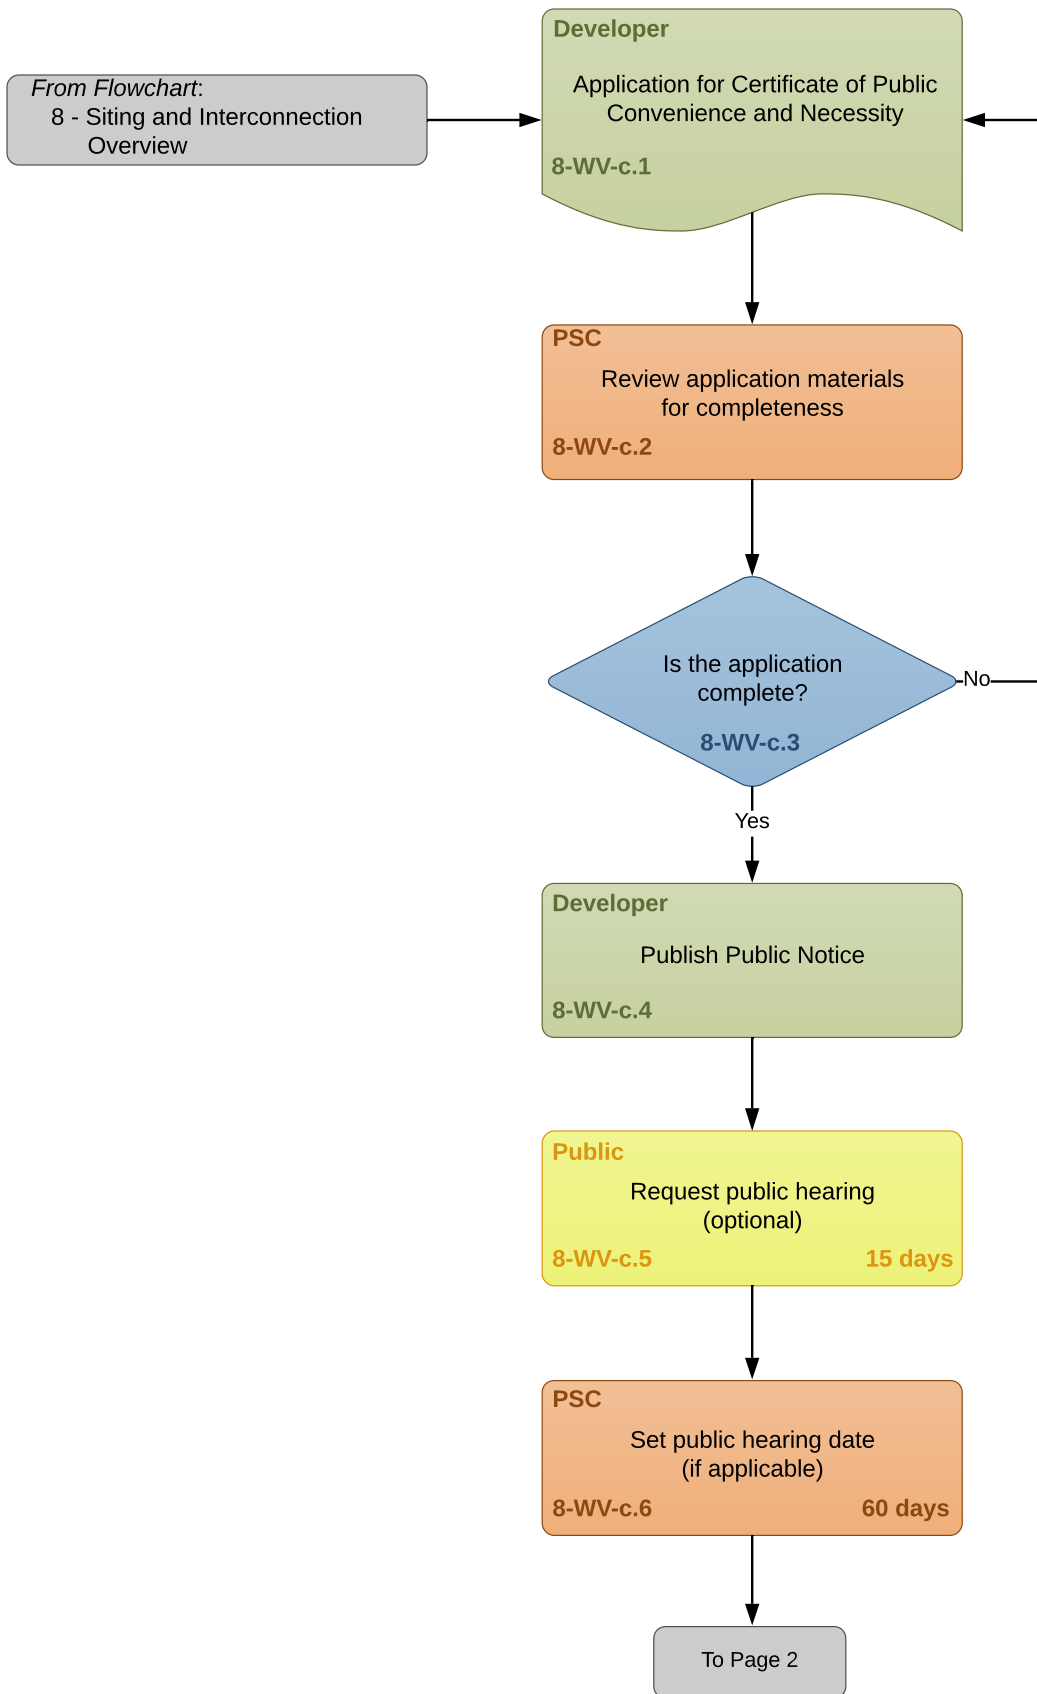 From Flowchart:
8 - Siting and Interconnection
Overview
Developer
Application for Certificate of Public
Convenience and Necessity
8-WV-c.1
PSC
Review application materials
for completeness
8-WV-c.2
Is the application
complete?
8-WV-c.3
No
Yes
Developer
Publish Public Notice
8-WV-c.4
Public
Request public hearing
(optional)
8-WV-c.5 15 days
PSC
Set public hearing date
(if applicable)
8-WV-c.6 60 days
To Page 2